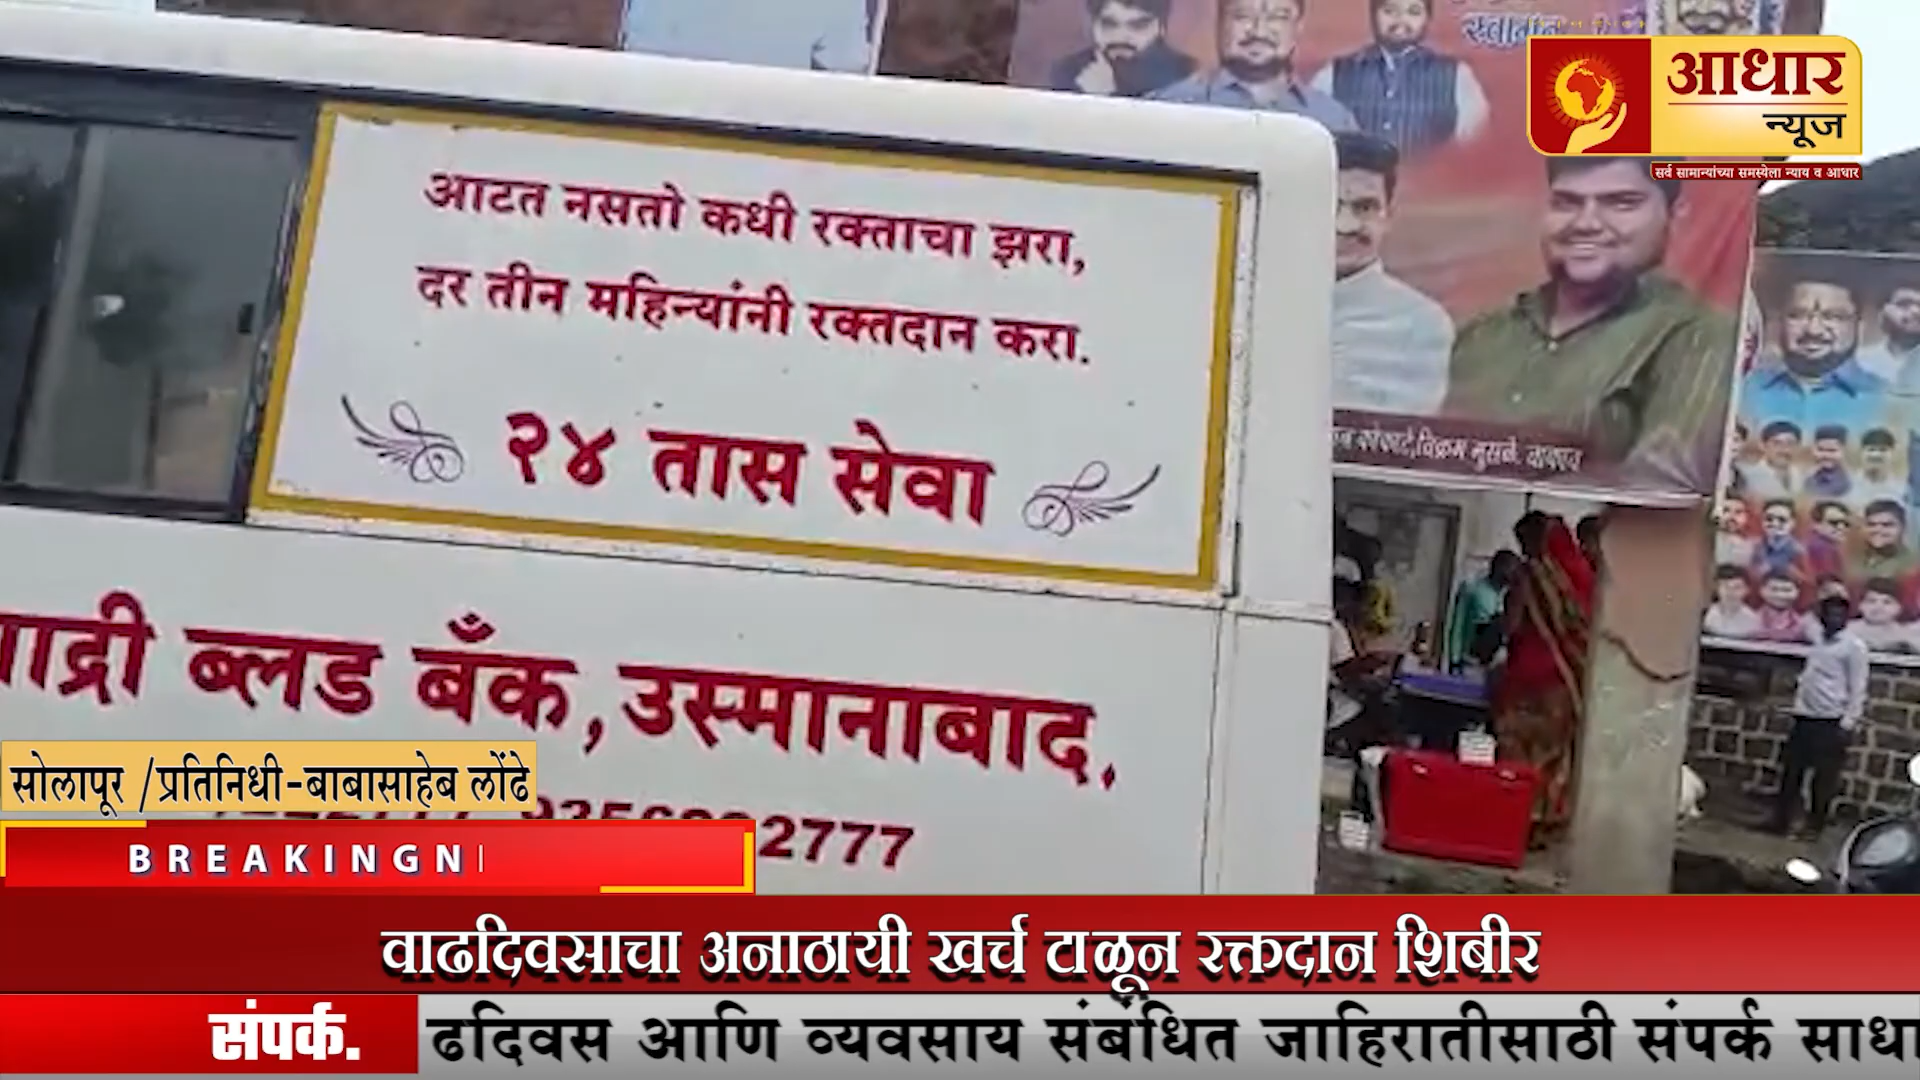 आधार
न्यूज
सर्व सामान्यांच्या समस्येला न्याय व आधार
आटत नसतो कधी रक्ताचा झरा,
दर तीन महिन्यांनी रक्तदान करा.
२४ तास सेवा
ाद्री ब्लड बँक, उस्मानाबाद.
2777
सोलापूर /प्रतिनिधी-बाबासाहेब लोंढे
BREAKINGN
वाढदिवसाचा अनाठायी खर्च टाळून रक्तदान शिबीर
संपर्क.
ढदिवस आणि व्यवसाय संबंधित जाहिरातीसाठी संपर्क साधा